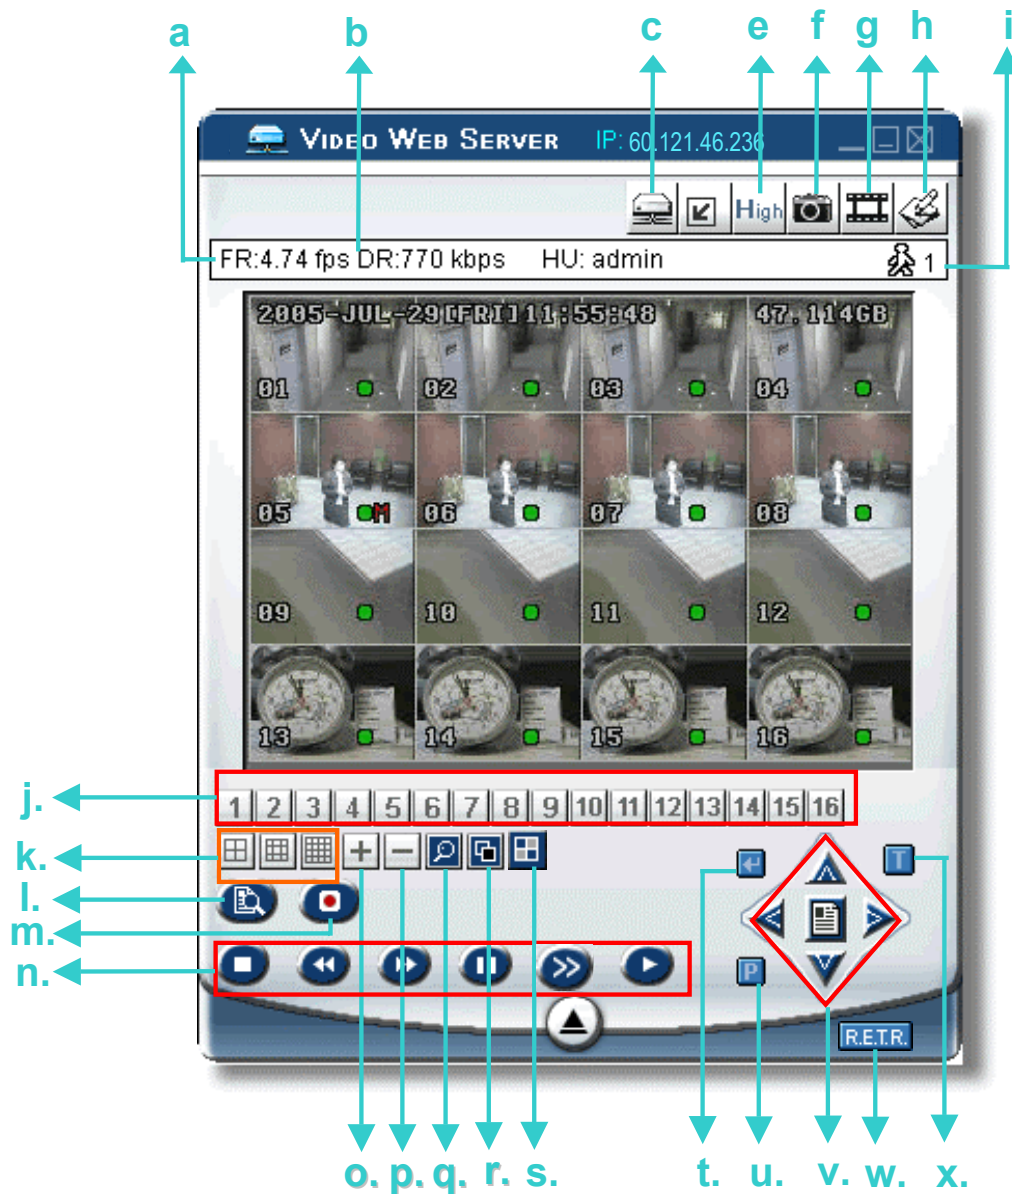 a b c e f g h i
VIDEO WEB SERVER IP: 60.121.46.236
High
FR:4.74 fps DR:770 kbps HU: admin 1
2005-JUL-29[FRI]11:55:48 47.114GB
01 02 03 04
05 M 06 07 08
09 10 11 12
13 14 15 16
j. 1 2 3 4 5 6 7 8 9 10 11 12 13 14 15 16
k.
T
l.
m.
n.
P
R.E.T.R.
o. p. q. r. s. t. u. v. w. x.